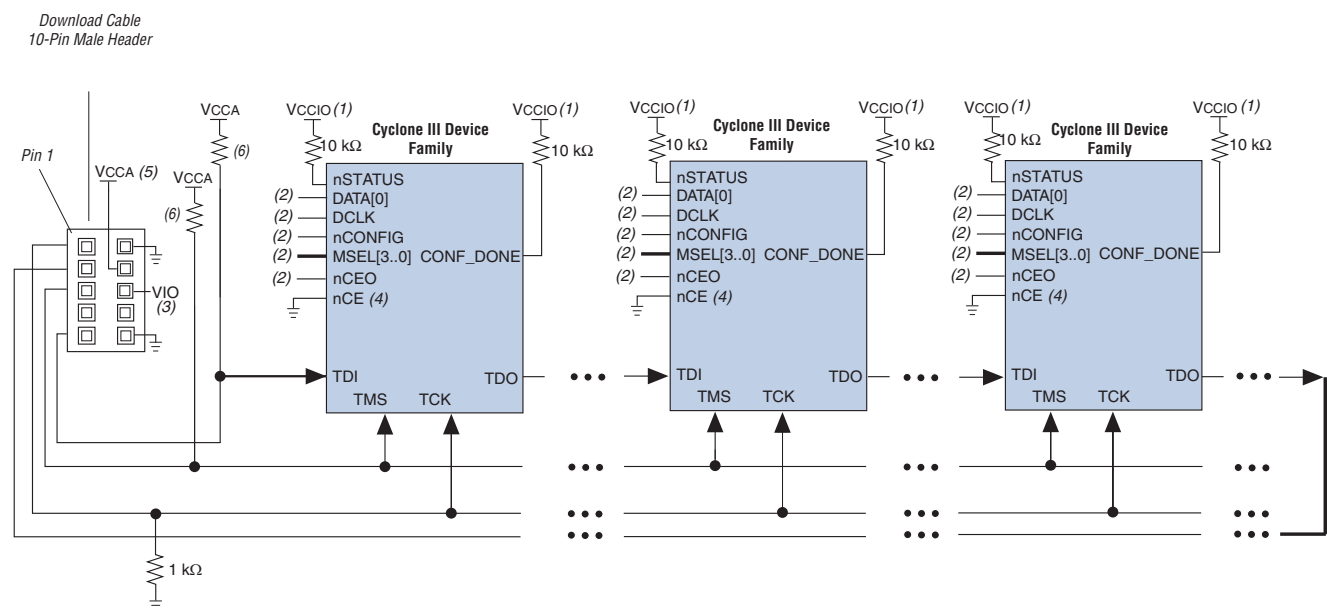 Download Cable
10-Pin Male Header
Pin 1
VCCA (5)
VCCA
(6)
VCCA
(6)
VIO
(3)
1 kΩ
VCCIO (1)
10 kΩ
Cyclone III Device
Family
VCCIO (1)
10 kΩ
nSTATUS
(2) DATA[0]
(2) DCLK
(2) nCONFIG
(2) MSEL[3..0] CONF_DONE
(2) nCEO
nCE (4)
TDI TDO
TMS TCK
VCCIO (1)
10 kΩ
Cyclone III Device
Family
VCCIO (1)
10 kΩ
nSTATUS
(2) DATA[0]
(2) DCLK
(2) nCONFIG
(2) MSEL[3..0] CONF_DONE
(2) nCEO
nCE (4)
TDI TDO
TMS TCK
VCCIO (1)
10 kΩ
Cyclone III Device
Family
VCCIO (1)
10 kΩ
nSTATUS
(2) DATA[0]
(2) DCLK
(2) nCONFIG
(2) MSEL[3..0] CONF_DONE
(2) nCEO
nCE (4)
TDI TDO
TMS TCK